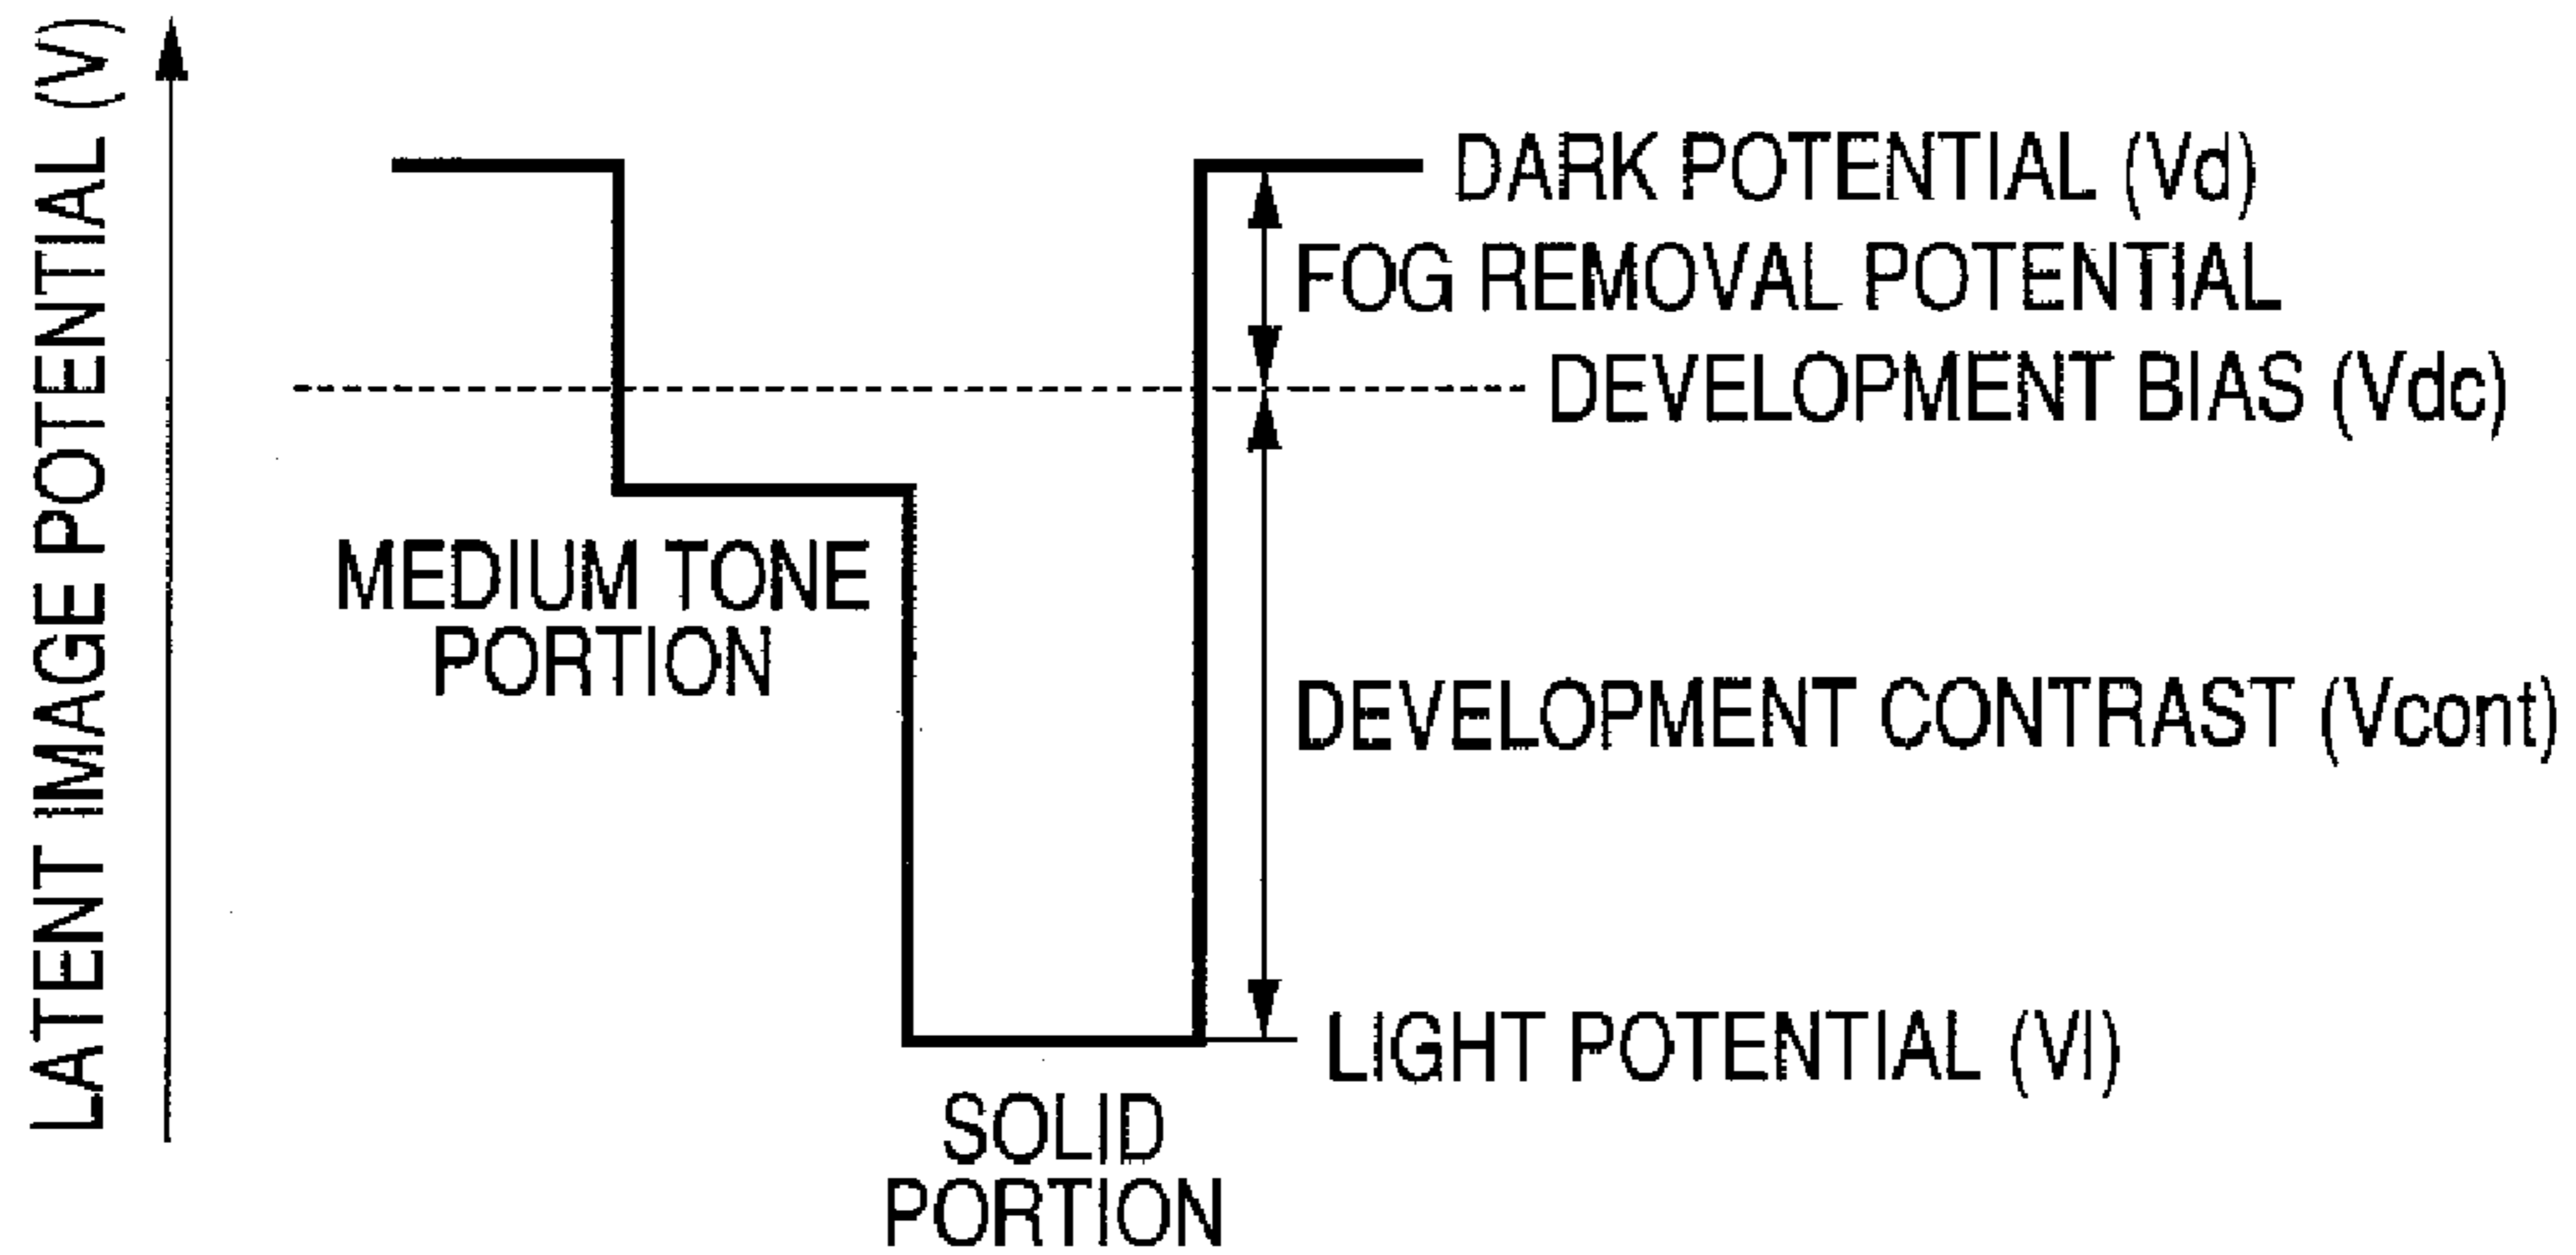 LATENT IMAGE POTENTIAL (V)
DARK POTENTIAL (Vd)
FOG REMOVAL POTENTIAL
DEVELOPMENT BIAS (Vdc)
MEDIUM TONE
PORTION
DEVELOPMENT CONTRAST (Vcont)
LIGHT POTENTIAL (Vl)
SOLID
PORTION